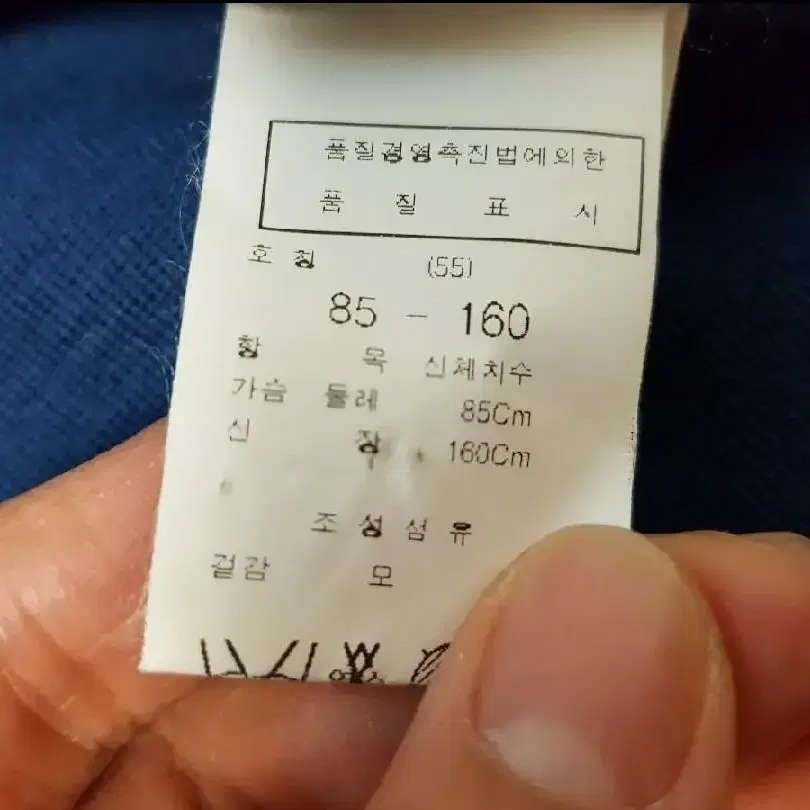 품질경영촉진법에의한
품 질 표 시
호 칭 (55)
85 - 160
항 목 신체치수
가슴 둘레 85Cm
신 장 160Cm
조성섬유
겉감 모